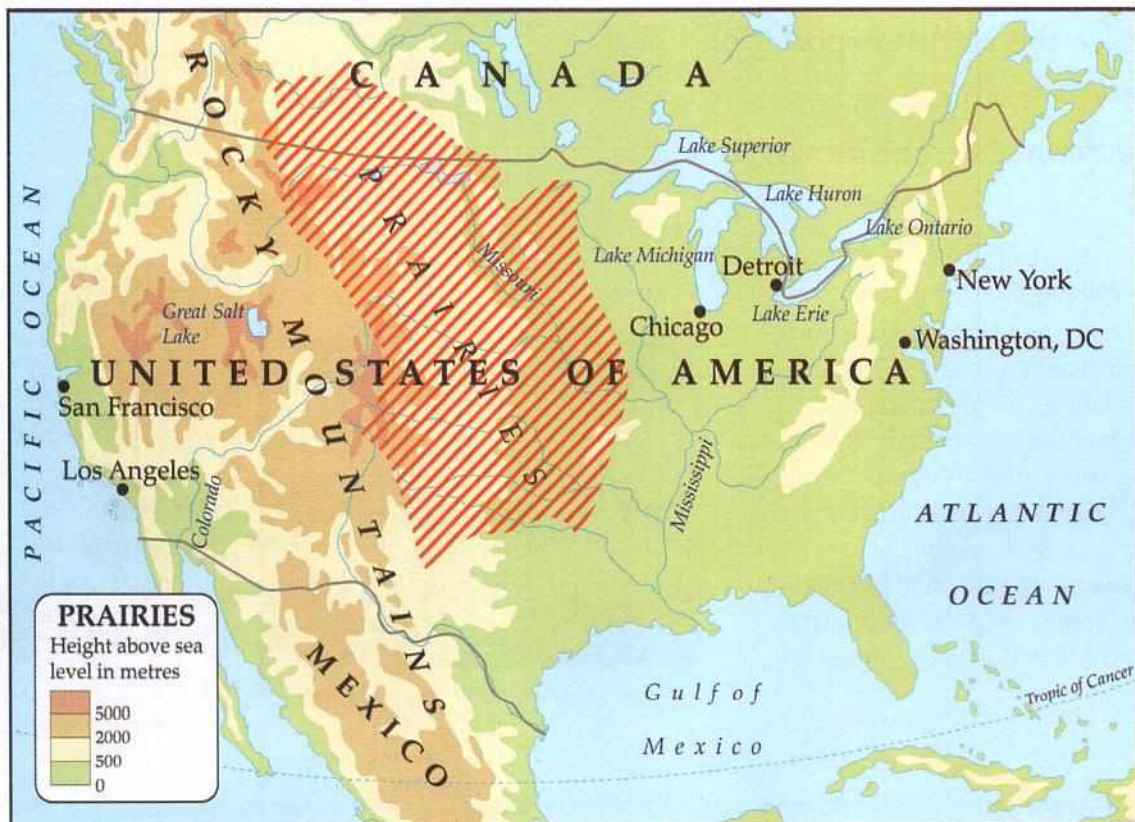 CANADA
ROCKY MOUNTAINS
PRAIRIES
Lake Superior
Lake Huron
Lake Ontario
Lake Michigan
Detroit
Lake Erie
Chicago
New York
Washington, DC
Missouri
Great Salt
Lake
UNITED STATES OF AMERICA
San Francisco
Los Angeles
Colorado
Mississippi
PACIFIC OCEAN
ATLANTIC
OCEAN
MEXICO
Gulf of
Mexico
Tropic of Cancer
PRAIRIES
Height above sea
level in metres
5000
2000
500
0